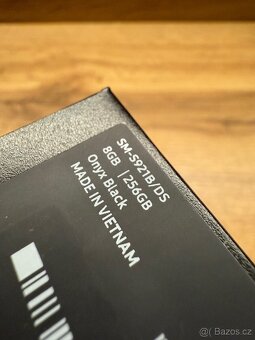 SM-S921B/DS
8GB | 256GB
Onyx Black
MADE IN VIETNAM
Bazos.cz